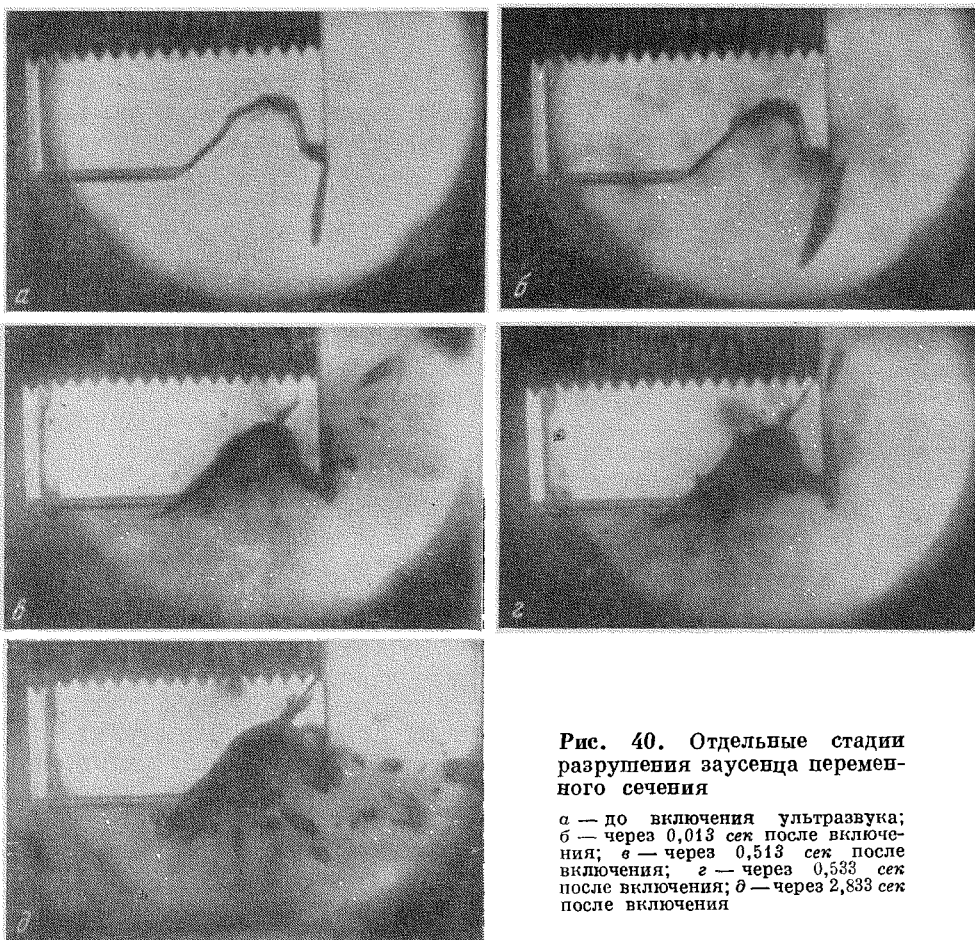 а
б
в
г
д
Рис. 40. Отдельные стадии
разрушения заусенца перемен-
ного сечения
а — до включения ультразвука;
б — через 0,013 сек после включе-
ния; в — через 0,513 сек после
включения; г — через 0,533 сек
после включения; д — через 2,833 сек
после включения